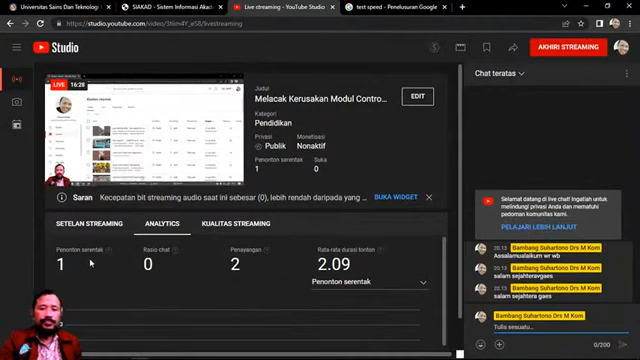 Universitas Sains Dan Teknologi
SIAKAD - Sistem Informasi Akad
Live streaming - YouTube Studio
test speed - Penelusuran Google
https://studio.youtube.com/video/3tiim4Y_eS8/livestreaming
Studio
AKHIRI STREAMING
LIVE 16:28
Judul
Melacak Kerusakan Modul Contro...
EDIT
Kategori
Pendidikan
Privasi
Monetisasi
Publik
Nonaktif
Penonton serentak
Suka
1
0
Saran
Kecepatan bit streaming audio saat ini sebesar (0), lebih rendah daripada yang ...
BUKA WIDGET
SETELAN STREAMING
ANALYTICS
KUALITAS STREAMING
Penonton serentak
Rasio chat
Penayangan
Rata-rata durasi tonton
1
0
2
2.09
Penonton serentak
Chat teratas
Selamat datang di live chat! Ingatlah
untuk melindungi privasi Anda dan mematuhi
pedoman komunitas kami.
PELAJARI LEBIH LANJUT
20.13 Bambang Suhartono Drs M Kom
Assalamualaikum wr wb
20.13 Bambang Suhartono Drs M Kom
salam sejahteravgaes
20.13 Bambang Suhartono Drs M Kom
salam sejahtera gaes
Bambang Suhartono Drs M Kom
Tulis sesuatu...
0/200